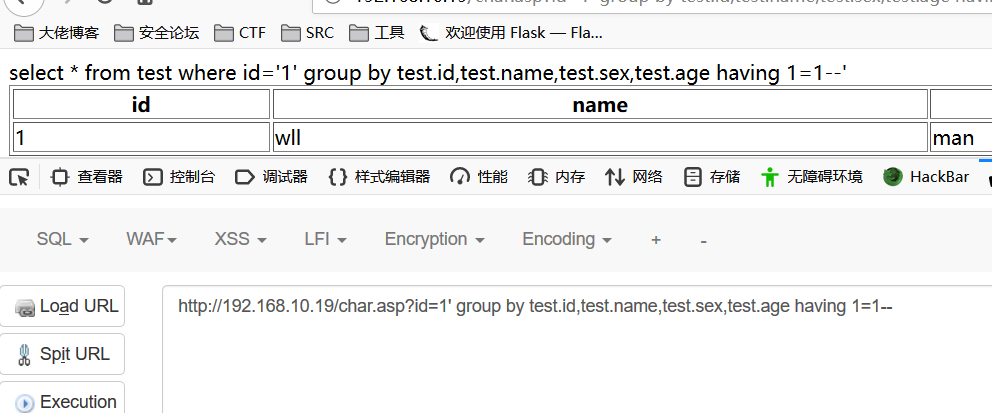 大佬博客 安全论坛 CTF SRC 工具 欢迎使用 Flask — Fla...
select * from test where id='1' group by test.id,test.name,test.sex,test.age having 1=1--'
id name
1 wll man
查看器 控制台 调试器 样式编辑器 性能 内存 网络 存储 无障碍环境 HackBar
SQL WAF XSS LFI Encryption Encoding + -
Load URL http://192.168.10.19/char.asp?id=1' group by test.id,test.name,test.sex,test.age having 1=1--
Split URL
Execution